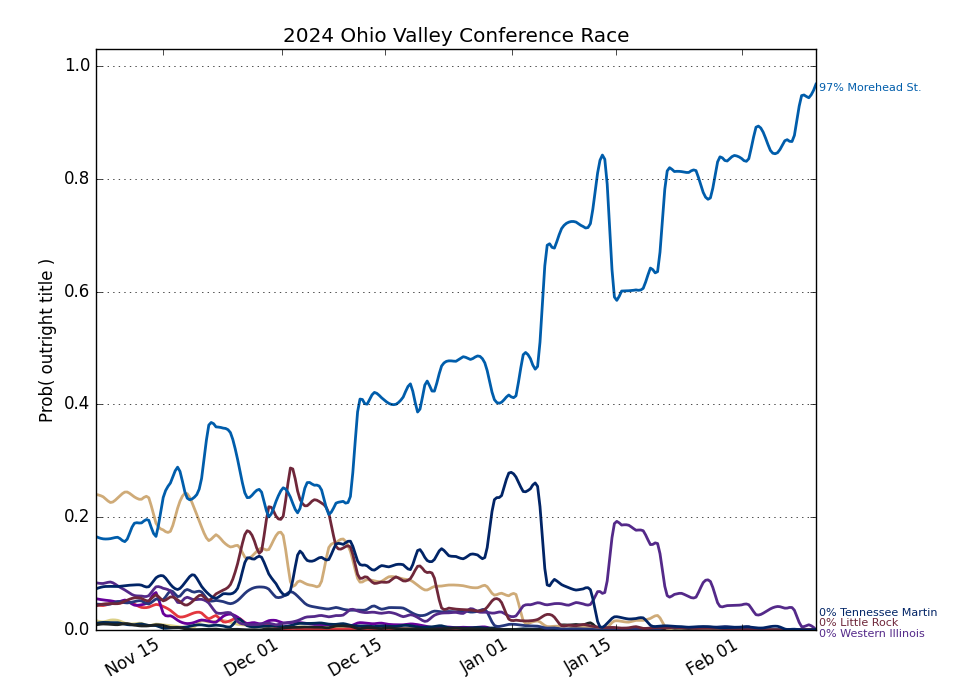 2024 Ohio Valley Conference Race
Prob( outright title )
1.0
0.8
0.6
0.4
0.2
0.0
Nov 15
Dec 01
Dec 15
Jan 01
Jan 15
Feb 01
97% Morehead St.
0% Tennessee Martin
0% Little Rock
0% Western Illinois